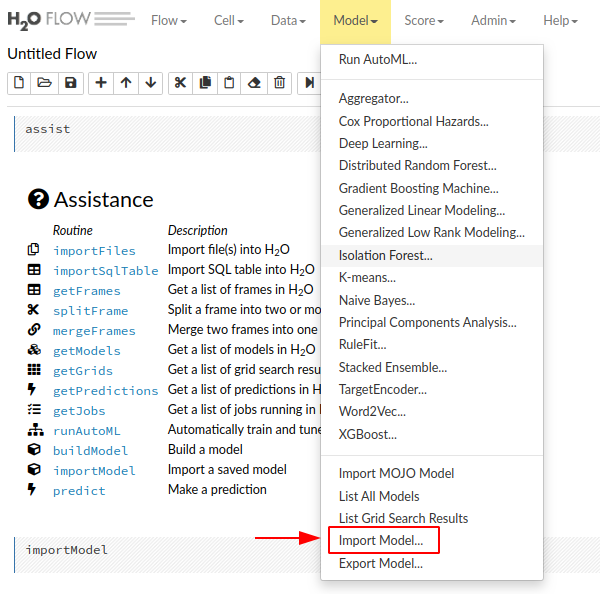 H2O FLOW Flow Cell Data Model Score Admin Help
Untitled Flow
Run AutoML...
Aggregator...
Cox Proportional Hazards...
Deep Learning...
Distributed Random Forest...
Gradient Boosting Machine...
Generalized Linear Modeling...
Generalized Low Rank Modeling...
Isolation Forest...
K-means...
Naive Bayes...
Principal Components Analysis...
RuleFit...
Stacked Ensemble...
TargetEncoder...
Word2Vec...
XGBoost...
Import MOJO Model
List All Models
List Grid Search Results
Import Model...
Export Model...
assist
Assistance
Routine Description
importFiles Import file(s) into H2O
importSqlTable Import SQL table into H2O
getFrames Get a list of frames in H2O
splitFrame Split a frame into two or mo
mergeFrames Merge two frames into one
getModels Get a list of models in H2O
getGrids Get a list of grid search resu
getPredictions Get a list of predictions in H
getJobs Get a list of jobs running in
runAutoML Automatically train and tune
buildModel Build a model
importModel Import a saved model
predict Make a prediction
importModel